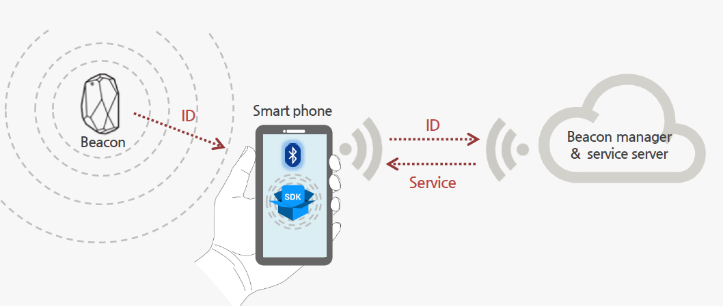 Beacon
ID
Smart phone
SDK
ID
Service
Beacon manager
& service server